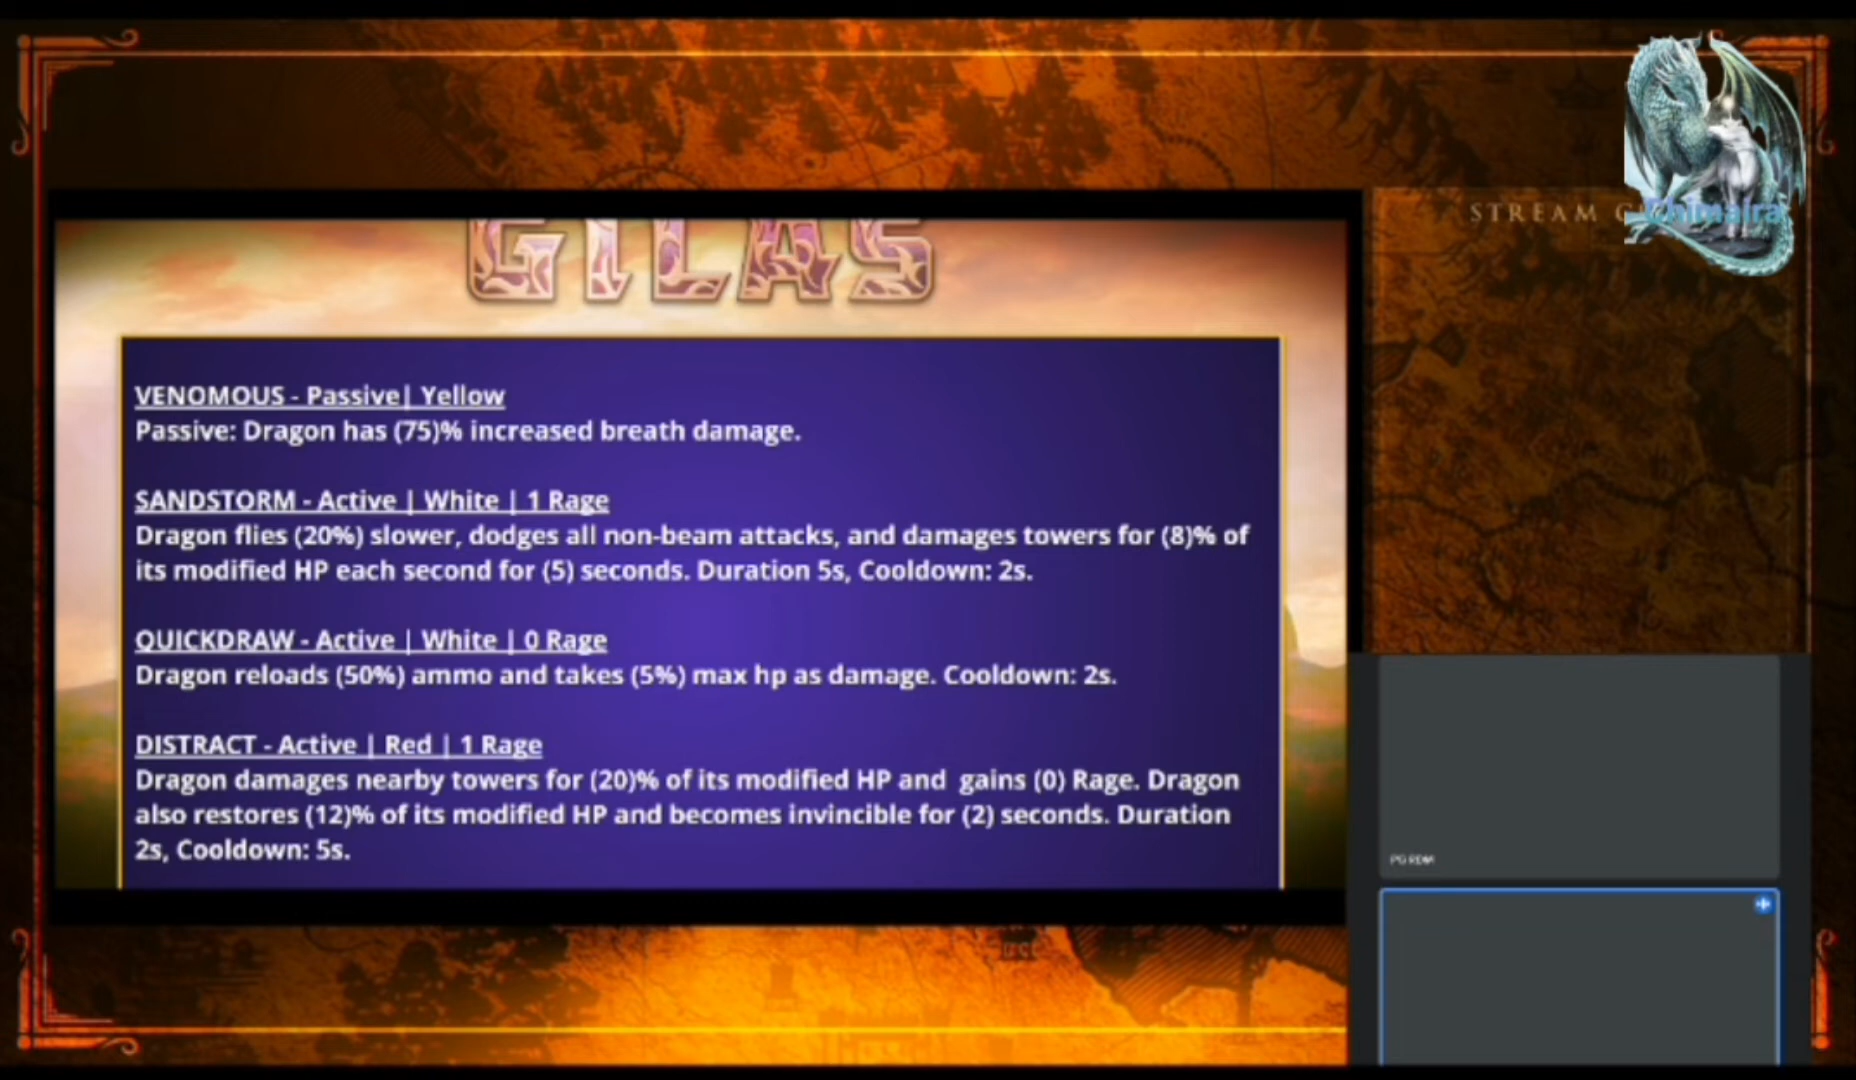 STREAM
Chimaira
GILAS
VENOMOUS - Passive| Yellow
Passive: Dragon has (75)% increased breath damage.
SANDSTORM - Active | White | 1 Rage
Dragon flies (20%) slower, dodges all non-beam attacks, and damages towers for (8)% of
its modified HP each second for (5) seconds. Duration 5s, Cooldown: 2s.
QUICKDRAW - Active | White | 0 Rage
Dragon reloads (50%) ammo and takes (5%) max hp as damage. Cooldown: 2s.
DISTRACT - Active | Red | 1 Rage
Dragon damages nearby towers for (20)% of its modified HP and  gains (0) Rage. Dragon
also restores (12)% of its modified HP and becomes invincible for (2) seconds. Duration
2s, Cooldown: 5s.
PG